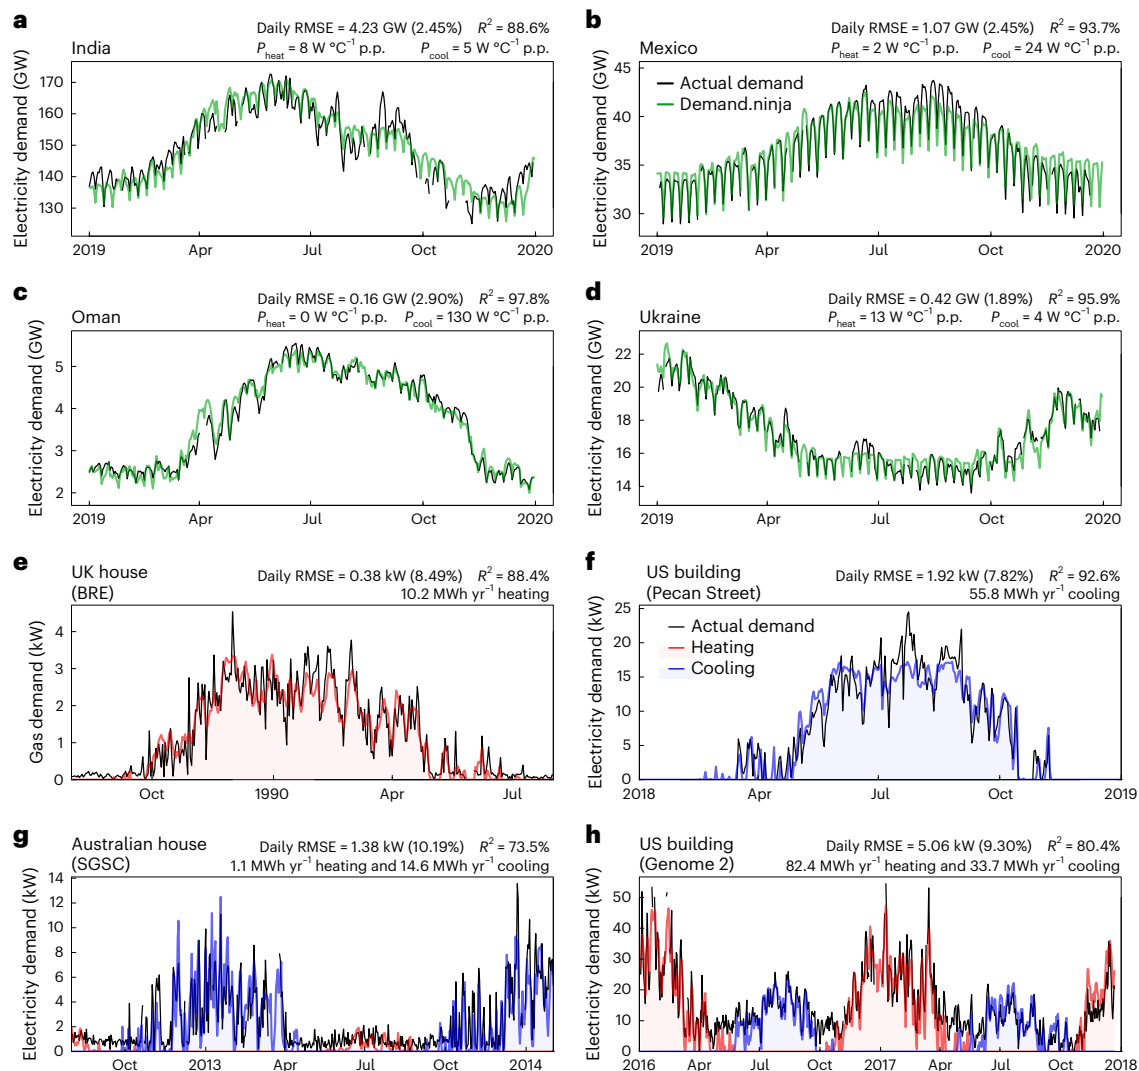 a
India
Daily RMSE = 4.23 GW (2.45%) R² = 88.6%
P_heat = 8 W °C⁻¹ p.p. P_cool = 5 W °C⁻¹ p.p.
Electricity demand (GW)
170
160
150
140
130
2019 Apr Jul Oct 2020
b
Mexico
Daily RMSE = 1.07 GW (2.45%) R² = 93.7%
P_heat = 2 W °C⁻¹ p.p. P_cool = 24 W °C⁻¹ p.p.
Electricity demand (GW)
Actual demand
Demand.ninja
45
40
35
30
2019 Apr Jul Oct 2020
c
Oman
Daily RMSE = 0.16 GW (2.90%) R² = 97.8%
P_heat = 0 W °C⁻¹ p.p. P_cool = 130 W °C⁻¹ p.p.
Electricity demand (GW)
5
4
3
2
2019 Apr Jul Oct 2020
d
Ukraine
Daily RMSE = 0.42 GW (1.89%) R² = 95.9%
P_heat = 13 W °C⁻¹ p.p. P_cool = 4 W °C⁻¹ p.p.
Electricity demand (GW)
22
20
18
16
14
2019 Apr Jul Oct 2020
e
UK house
(BRE)
Daily RMSE = 0.38 kW (8.49%) R² = 88.4%
10.2 MWh yr⁻¹ heating
Gas demand (kW)
4
3
2
1
0
Oct 1990 Apr Jul
f
US building
(Pecan Street)
Daily RMSE = 1.92 kW (7.82%) R² = 92.6%
55.8 MWh yr⁻¹ cooling
Electricity demand (kW)
Actual demand
Heating
Cooling
25
20
15
10
5
0
2018 Apr Jul Oct 2019
g
Australian house
(SGSC)
Daily RMSE = 1.38 kW (10.19%) R² = 73.5%
1.1 MWh yr⁻¹ heating and 14.6 MWh yr⁻¹ cooling
Electricity demand (kW)
14
12
10
8
6
4
2
0
Oct 2013 Apr Jul Oct 2014
h
US building
(Genome 2)
Daily RMSE = 5.06 kW (9.30%) R² = 80.4%
82.4 MWh yr⁻¹ heating and 33.7 MWh yr⁻¹ cooling
Electricity demand (kW)
50
40
30
20
10
0
2016 Apr Jul Oct 2017 Apr Jul Oct 2018